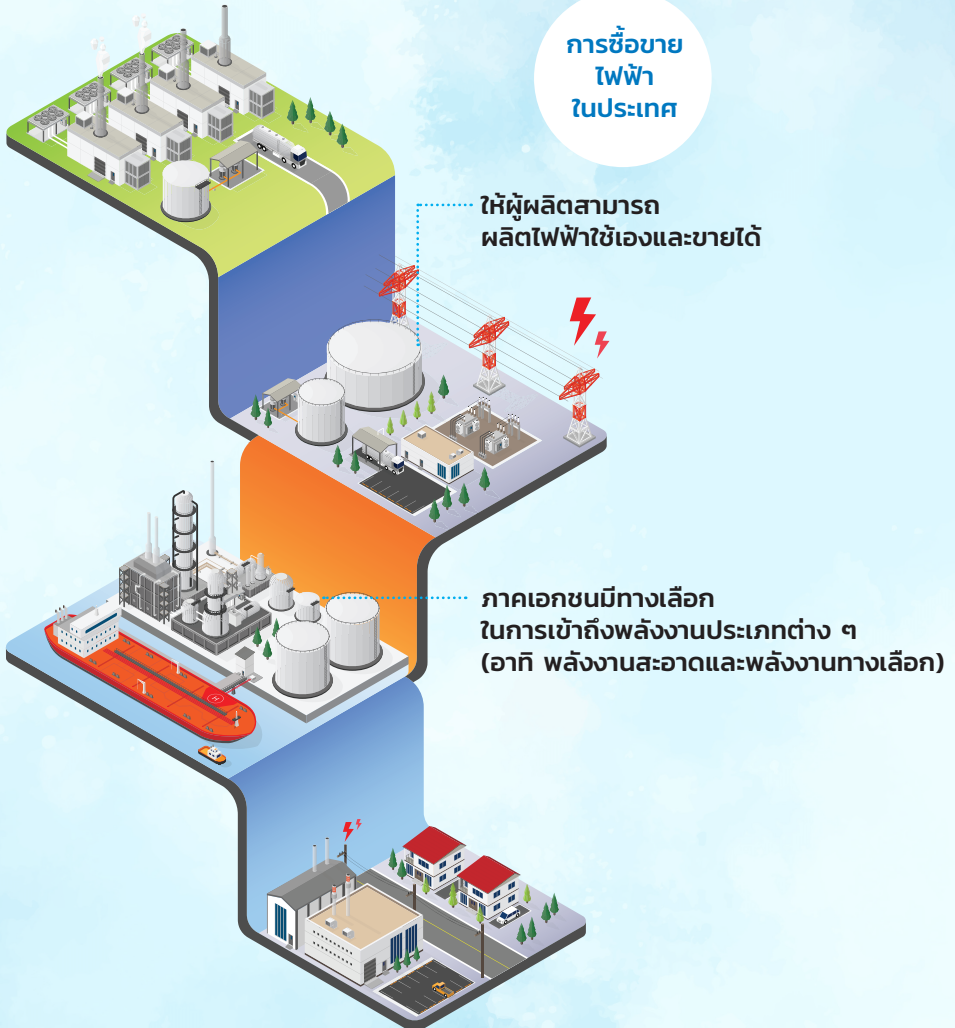 การซื้อขาย
ไฟฟ้า
ในประเทศ
ให้ผู้ผลิตสามารถ
ผลิตไฟฟ้าใช้เองและขายได้
ภาคเอกชนมีทางเลือก
ในการเข้าถึงพลังงานประเภทต่าง ๆ
(อาทิ พลังงานสะอาดและพลังงานทางเลือก)
H